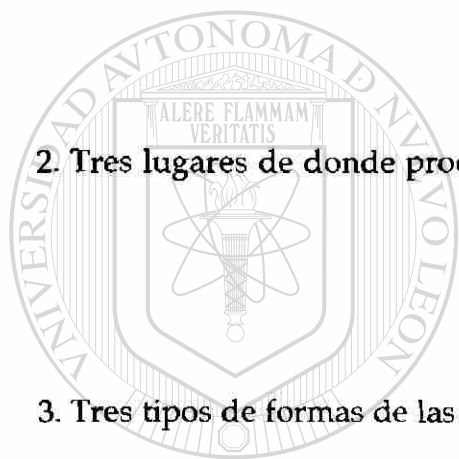 VNIVERSIDAD AVTONOMA D NVEVO LEON
ALERE FLAMMAM
VERITATIS
2. Tres lugares de donde
3. Tres tipos de formas de las